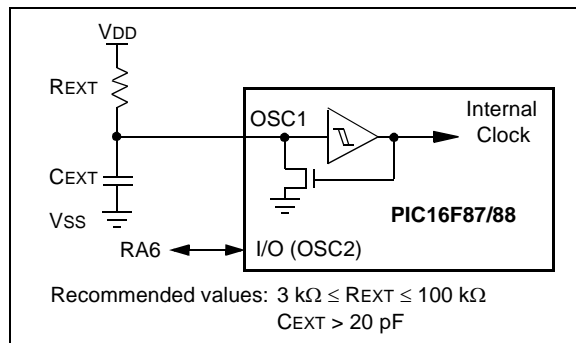 VDD
REXT
OSC1
Internal
Clock
CEXT
PIC16F87/88
VSS
RA6
I/O (OSC2)
Recommended values: 3 kΩ ≤ REXT ≤ 100 kΩ
CEXT > 20 pF